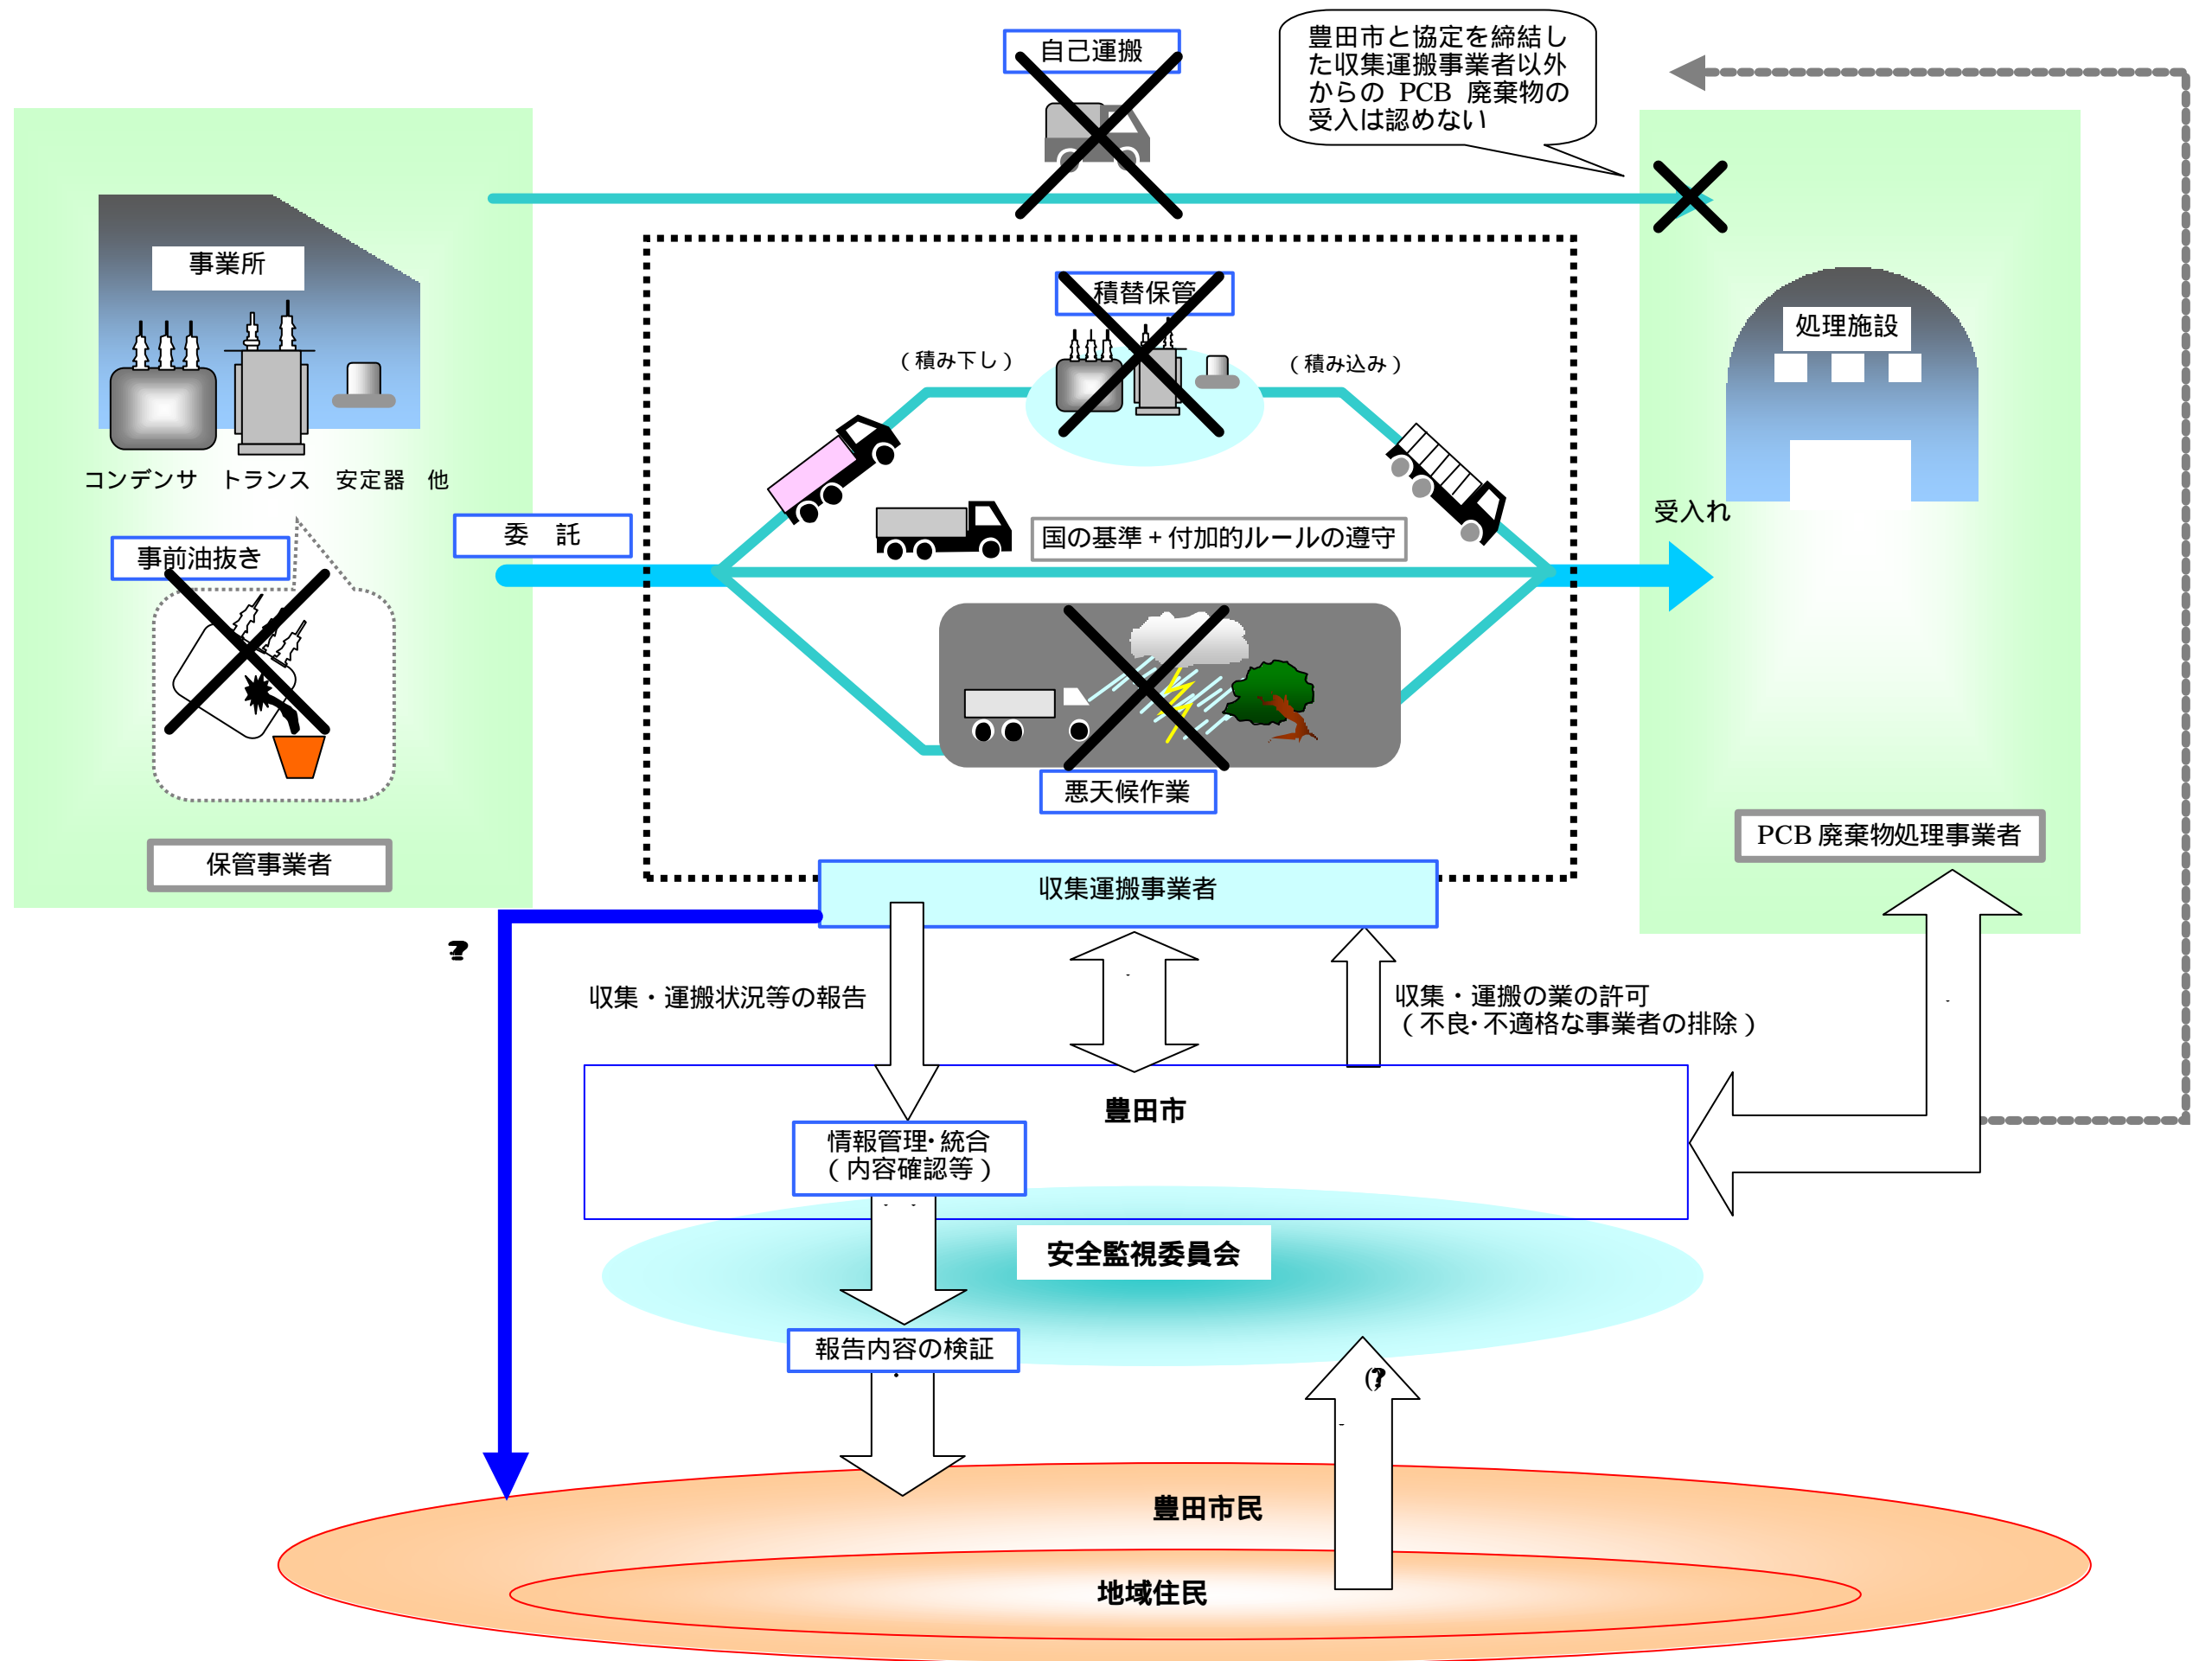 自己運搬
豊田市と協定を締結し
た収集運搬事業者以外
からの PCB 廃棄物の
受入は認めない
事業所
積替保管
処理施設
（積み下し）
（積み込み）
コンデンサ トランス 安定器 他
受入れ
委 託
国の基準＋付加的ルールの遵守
事前油抜き
悪天候作業
PCB 廃棄物処理事業者
保管事業者
収集運搬事業者
収集・運搬状況等の報告
収集・運搬の業の許可
（不良・不適格な事業者の排除）
豊田市
情報管理・統合
（内容確認等）
安全監視委員会
報告内容の検証
豊田市民
地域住民